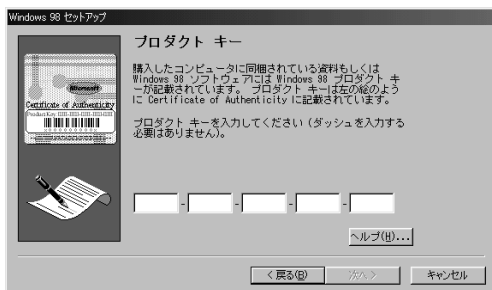 Windows 98 セットアップ
プロダクト キー
購入したコンピュータに同梱されている資料もしくは
Windows 98 ソフトウェアには Windows 98 プロダクト キ
ーが記載されています。 プロダクト キーは左の絵のよう
に Certificate of Authenticity に記載されています。
プロダクト キーを入力してください (ダッシュを入力する
必要はありません)。
Microsoft
Certificate of Authenticity
Product Key:
- - - -
ヘルプ(H)...
< 戻る(B)
次へ >
キャンセル